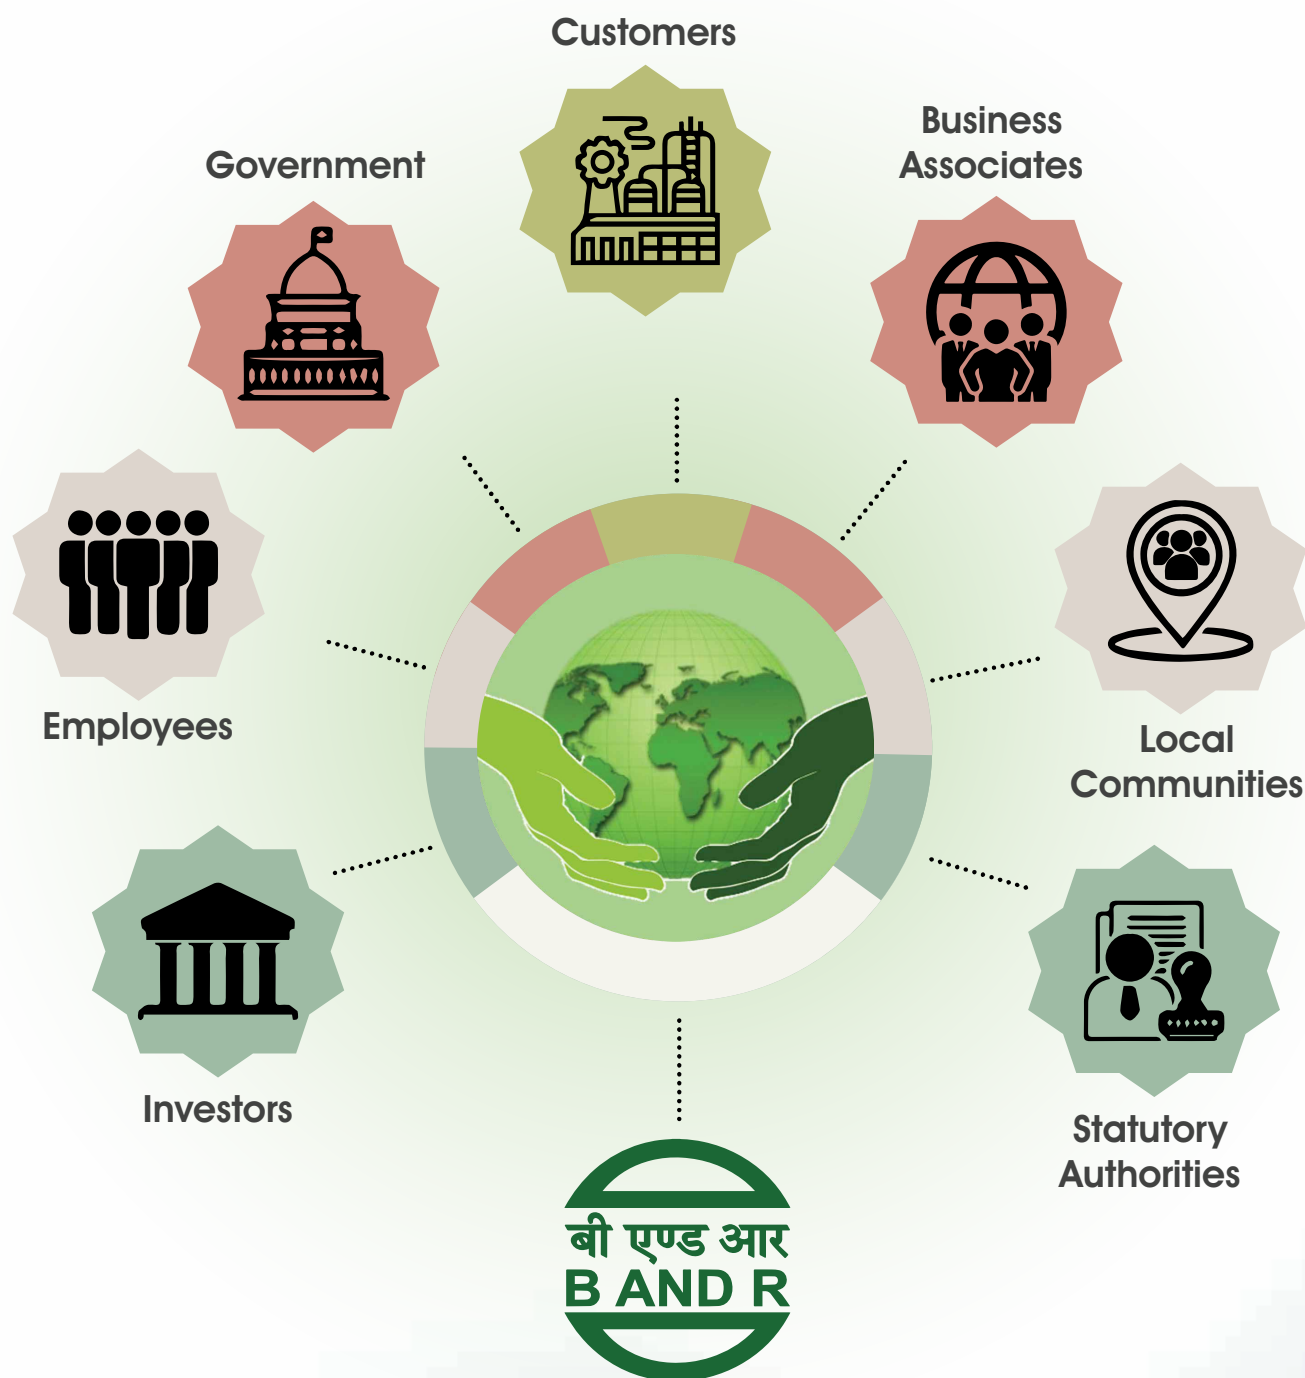 Customers
Business
Associates
Government
Employees
Local
Communities
Investors
Statutory
Authorities
बी एण्ड आर
B AND R